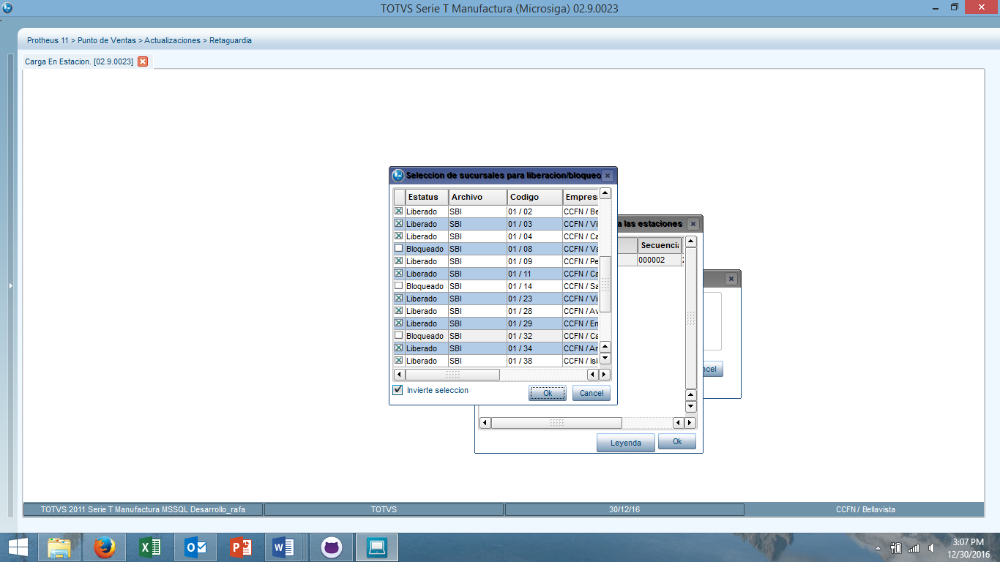 TOTVS Serie T Manufactura (Microsiga) 02.9.0023
Protheus 11 > Punto de Ventas > Actualizaciones > Retaguardia
Carga En Estacion. [02.9.0023]
Seleccion de sucursales para liberacion/bloqueo
Estatus Archivo Codigo Empresa
Liberado SBI 01 / 02 CCFN / Be
Liberado SBI 01 / 03 CCFN / Vi
Liberado SBI 01 / 04 CCFN / Ca
Bloqueado SBI 01 / 08 CCFN / Va
Liberado SBI 01 / 09 CCFN / Pe
Liberado SBI 01 / 11 CCFN / Ca
Bloqueado SBI 01 / 14 CCFN / Sa
Liberado SBI 01 / 23 CCFN / Vi
Liberado SBI 01 / 28 CCFN / Av
Liberado SBI 01 / 29 CCFN / En
Bloqueado SBI 01 / 32 CCFN / Ca
Liberado SBI 01 / 34 CCFN / Ar
Liberado SBI 01 / 38 CCFN / Isl
Invierte seleccion
Ok Cancel
a las estaciones
Secuencia
000002
ncel
Leyenda Ok
TOTVS 2011 Serie T Manufactura MSSQL Desarrollo_rafa TOTVS 30/12/16 CCFN / Bellavista
3:07 PM
12/30/2016